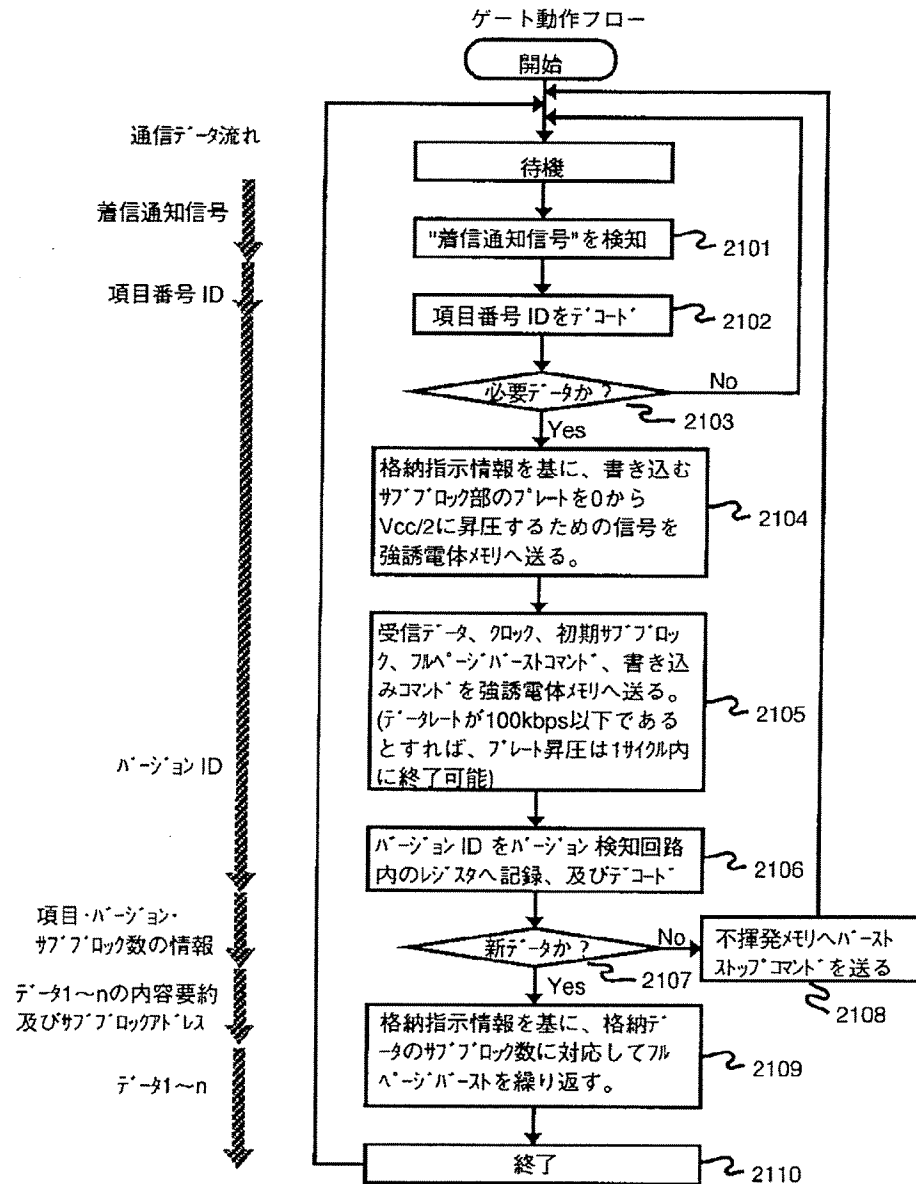 ゲート動作フロー
開始
通信データ流れ
待機
着信通知信号
"着信通知信号"を検知
2101
項目番号 ID
項目番号 IDをデコード
2102
必要データか?
No
2103
Yes
格納指示情報を基に、書き込む
サブブロック部のプレートを0から
Vcc/2に昇圧するための信号を
強誘電体メモリへ送る。
2104
受信データ、クロック、初期サブブロッ
ク、フルページバーストコマンド、書き込
みコマンドを強誘電体メモリへ送る。
(データレートが100kbps以下である
とすれば、プレート昇圧は1サイクル内
に終了可能)
2105
バージョン ID
バージョン ID をバージョン検知回路
内のレジスタへ記録、及びデコード
2106
項目・バージョン・
サブブロック数の情報
新データか?
No
2107
Yes
不揮発メモリへバースト
ストップコマンドを送る
2108
データ1~nの内容要約
及びサブブロックアドレス
格納指示情報を基に、格納デ
ータのサブブロック数に対応してフル
ページバーストを繰り返す。
2109
データ1~n
終了
2110